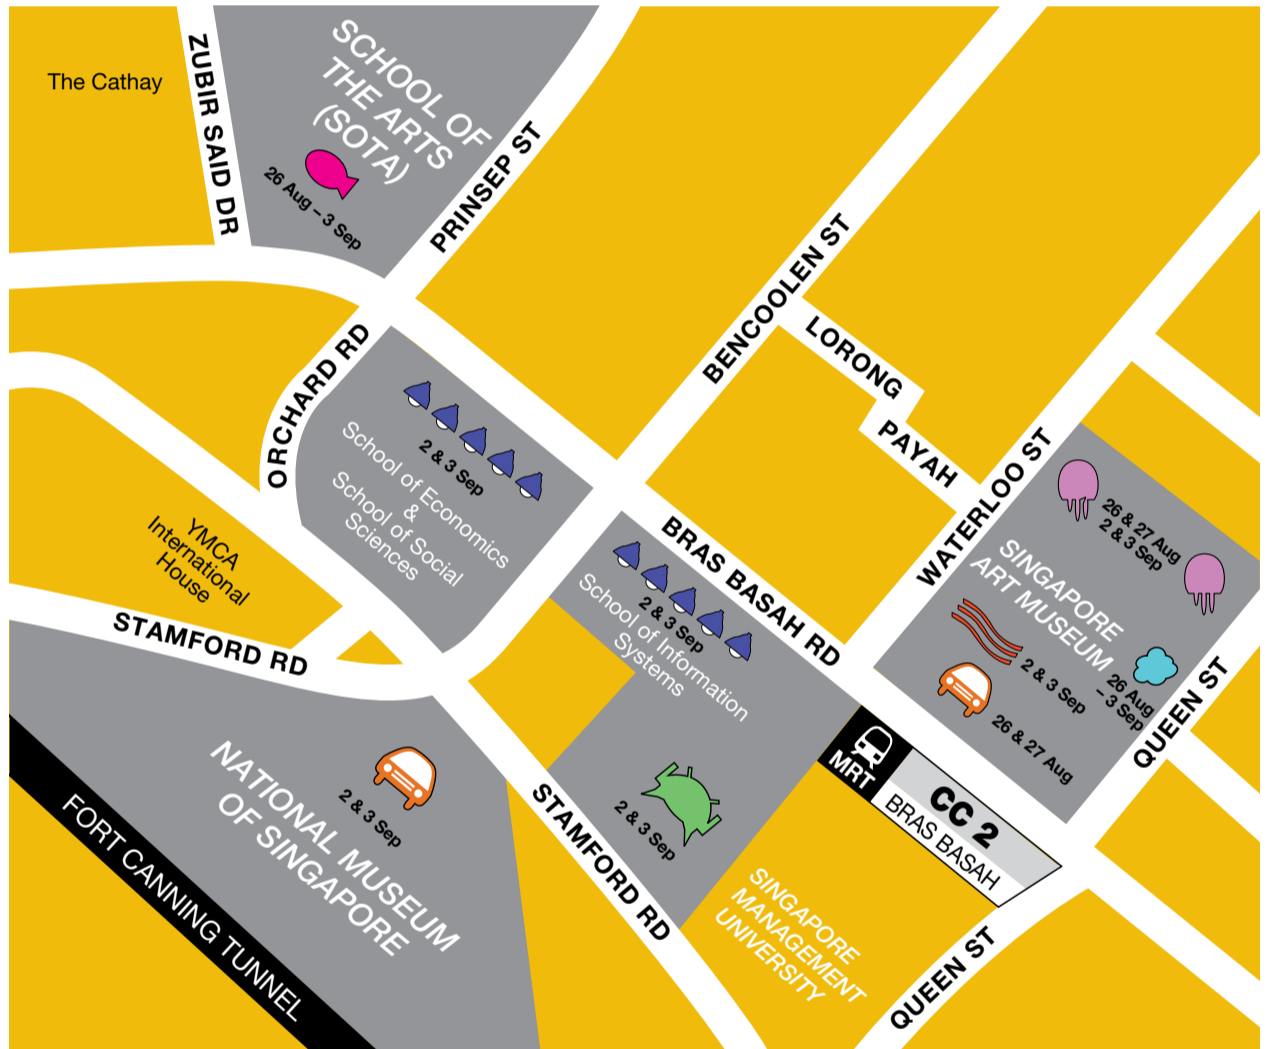 The Cathay
ZUBIR SAID DR
SCHOOL OF
THE ARTS
(SOTA)
26 Aug – 3 Sep
PRINSEP ST
ORCHARD RD
BENCOOLEN ST
LORONG
PAYAH
2 & 3 Sep
School of Economics
&
School of Social
Sciences
YMCA
International
House
STAMFORD RD
BRAS BASAH RD
2 & 3 Sep
School of Information
Systems
WATERLOO ST
26 & 27 Aug
2 & 3 Sep
SINGAPORE
ART MUSEUM
2 & 3 Sep
26 Aug
– 3 Sep
26 & 27 Aug
QUEEN ST
NATIONAL MUSEUM
OF SINGAPORE
2 & 3 Sep
FORT CANNING TUNNEL
STAMFORD RD
2 & 3 Sep
MRT
CC 2
BRAS BASAH
SINGAPORE
MANAGEMENT
UNIVERSITY
QUEEN ST